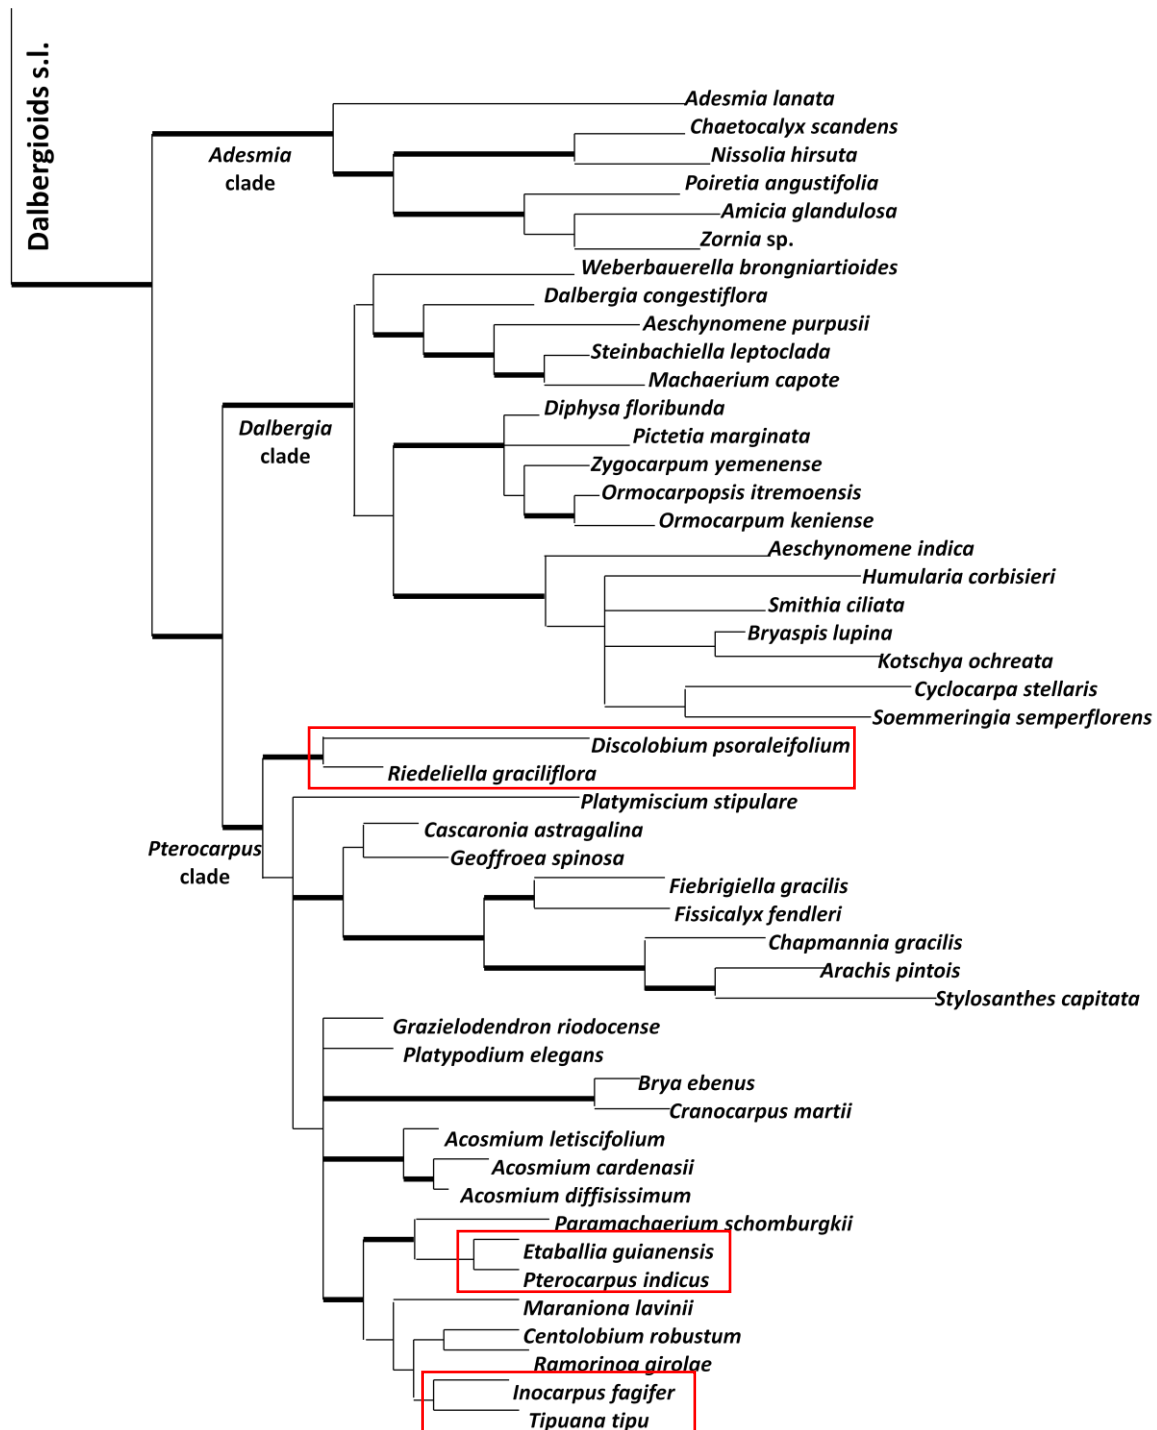 Dalbergioids s.l.
Adesmia lanata
Chaetocalyx scandens
Adesmia
clade
Nissolia hirsuta
Poiretia angustifolia
Amicia glandulosa
Zornia sp.
Weberbauerella brongniartioides
Dalbergia congestiflora
Aeschynomene purpusii
Steinbachiella leptoclada
Machaerium capote
Diphysa floribunda
Dalbergia
clade
Pictetia marginata
Zygocarpum yemenense
Ormocarpopsis itremoensis
Ormocarpum keniense
Aeschynomene indica
Humularia corbisieri
Smithia ciliata
Bryaspis lupina
Kotschya ochreata
Cyclocarpa stellaris
Soemmeringia semperflorens
Discolobium psoraleifolium
Riedeliella graciliflora
Platymiscium stipulare
Cascaronia astragalina
Pterocarpus
clade
Geoffroea spinosa
Fiebrigiella gracilis
Fissicalyx fendleri
Chapmannia gracilis
Arachis pintois
Stylosanthes capitata
Grazielodendron riodocense
Platypodium elegans
Brya ebenus
Cranocarpus martii
Acosmium letiscifolium
Acosmium cardenasii
Acosmium diffisissimum
Paramachaerium schomburgkii
Etaballia guianensis
Pterocarpus indicus
Maraniona lavinii
Centolobium robustum
Ramorinoa girolae
Inocarpus fagifer
Tipuana tipu